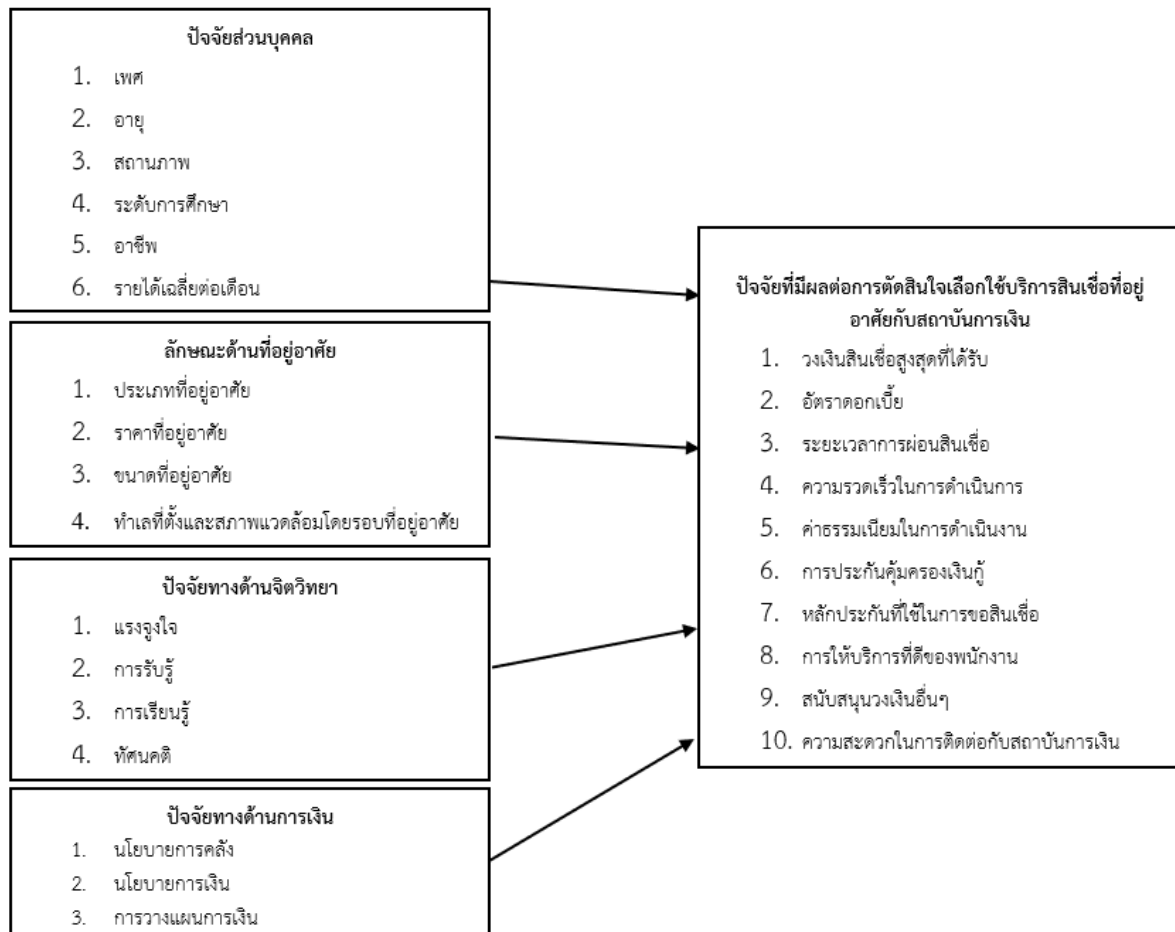 ปัจจัยส่วนบุคคล
1. เพศ
2. อายุ
3. สถานภาพ
4. ระดับการศึกษา
5. อาชีพ
6. รายได้เฉลี่ยต่อเดือน
ลักษณะด้านที่อยู่อาศัย
1. ประเภทที่อยู่อาศัย
2. ราคาที่อยู่อาศัย
3. ขนาดที่อยู่อาศัย
4. ทำเลที่ตั้งและสภาพแวดล้อมโดยรอบที่อยู่อาศัย
ปัจจัยทางด้านจิตวิทยา
1. แรงจูงใจ
2. การรับรู้
3. การเรียนรู้
4. ทัศนคติ
ปัจจัยทางด้านการเงิน
1. นโยบายการคลัง
2. นโยบายการเงิน
3. การวางแผนการเงิน
ปัจจัยที่มีผลต่อการตัดสินใจเลือกใช้บริการสินเชื่อที่อยู่
อาศัยกับสถาบันการเงิน
1. วงเงินสินเชื่อสูงสุดที่ได้รับ
2. อัตราดอกเบี้ย
3. ระยะเวลาการผ่อนสินเชื่อ
4. ความรวดเร็วในการดำเนินการ
5. ค่าธรรมเนียมในการดำเนินงาน
6. การประกันคุ้มครองเงินกู้
7. หลักประกันที่ใช้ในการขอสินเชื่อ
8. การให้บริการที่ดีของพนักงาน
9. สนับสนุนวงเงินอื่นๆ
10. ความสะดวกในการติดต่อกับสถาบันการเงิน